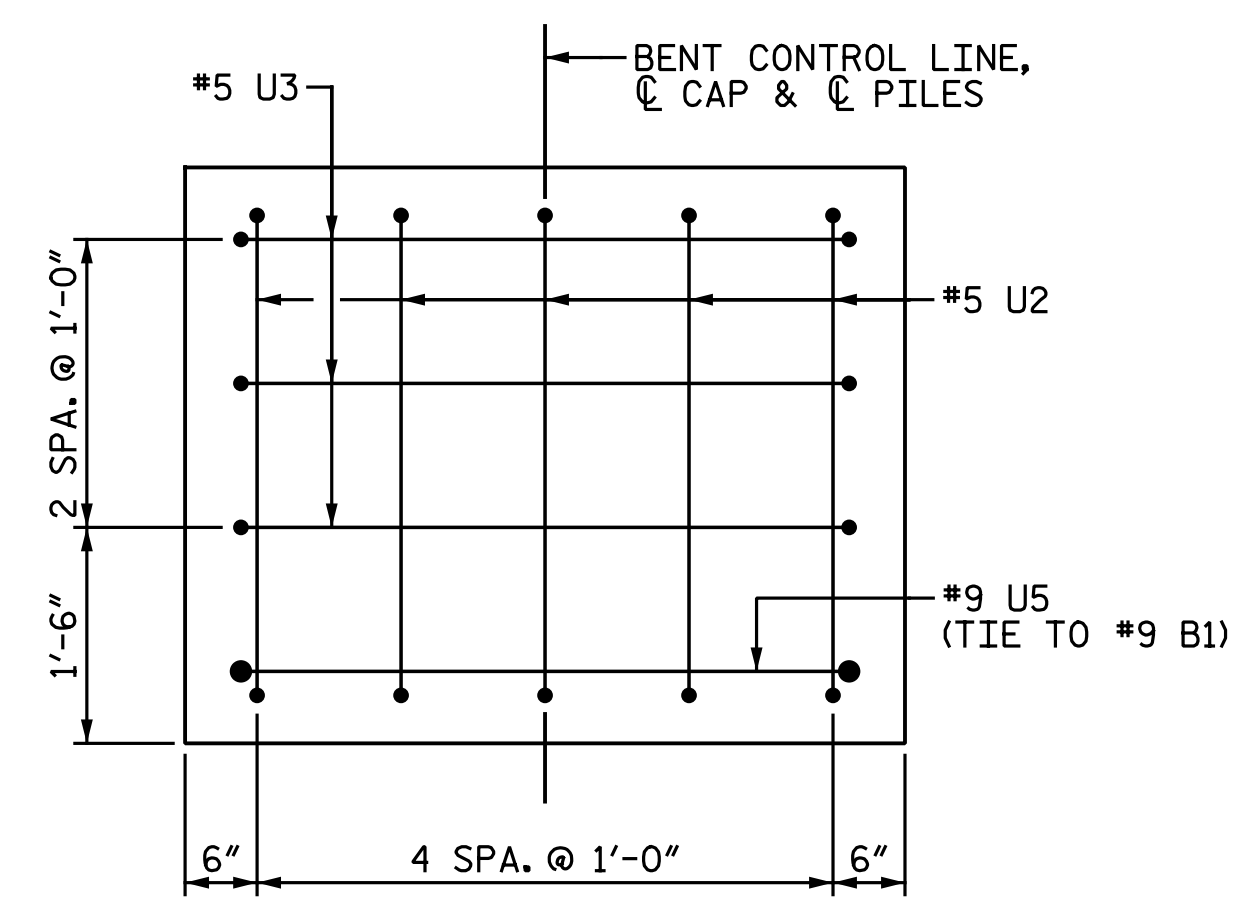 BENT CONTROL LINE,
℄ CAP & ℄ PILES
#5 U3
#5 U2
2 SPA. @ 1'-0"
1'-6"
#9 U5
(TIE TO #9 B1)
6"
4 SPA. @ 1'-0"
6"